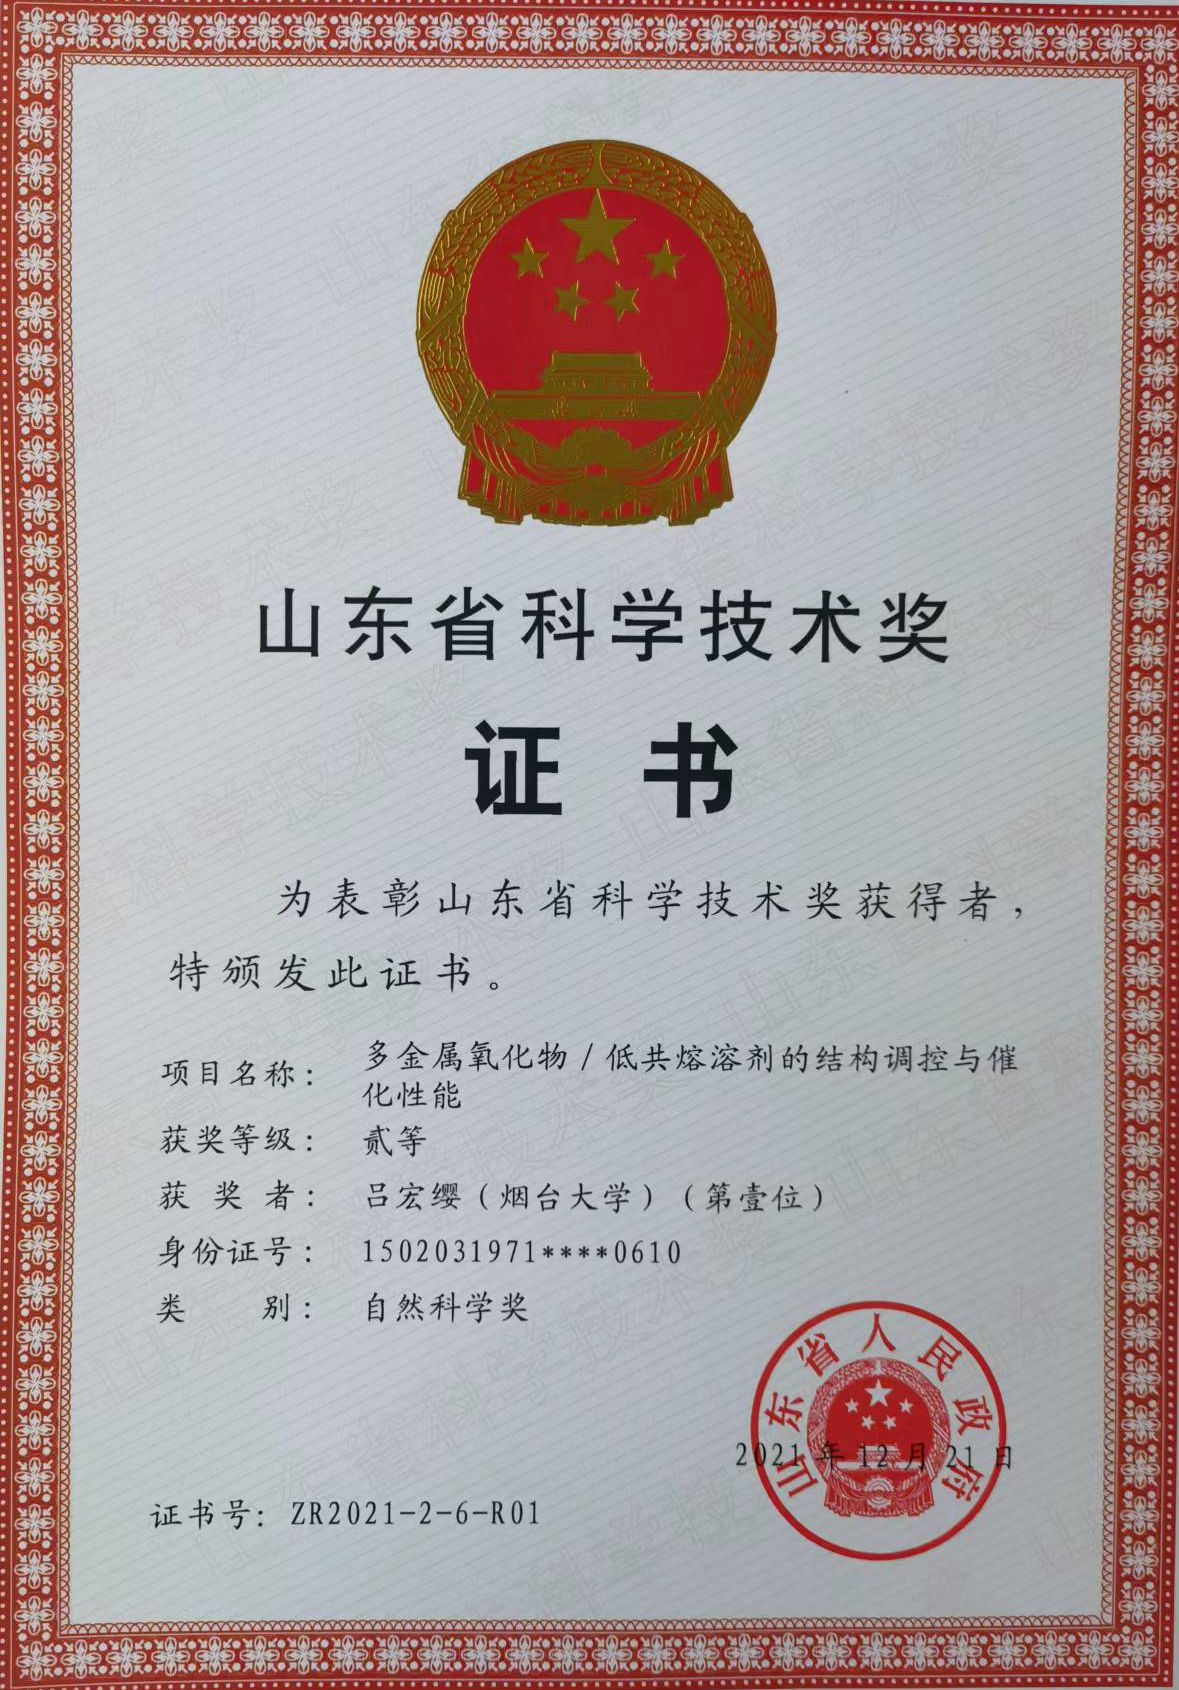 山东省科学技术奖
证书
为表彰山东省科学技术奖获得者，
特颁发此证书。
项目名称： 多金属氧化物/低共熔溶剂的结构调控与催
化性能
获奖等级： 贰等
获奖者： 吕宏缨（烟台大学）（第壹位）
身份证号： 1502031971****0610
类别： 自然科学奖
山东省人民政府
2021年12月21日
证书号：ZR2021-2-6-R01